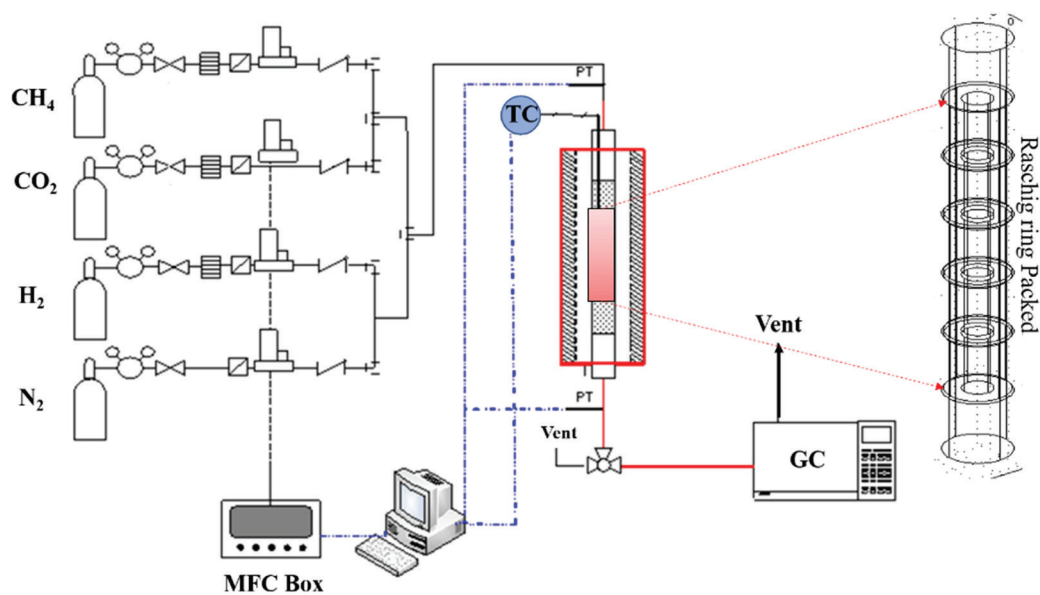 CH4
CO2
H2
N2
MFC Box
TC
PT
PT
Vent
Vent
GC
Raschig ring Packed